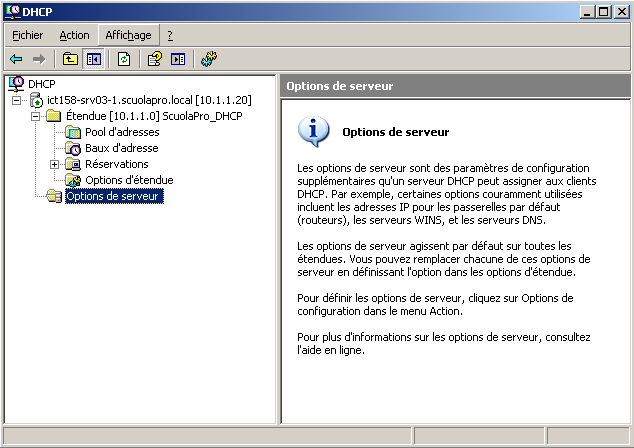 DHCP
Fichier Action Affichage ?
DHCP
ict158-srv03-1.scuolapro.local [10.1.1.20]
Étendue [10.1.1.0] ScuolaPro_DHCP
Pool d'adresses
Baux d'adresse
Réservations
Options d'étendue
Options de serveur
Options de serveur
Options de serveur
Les options de serveur sont des paramètres de configuration
supplémentaires qu'un serveur DHCP peut assigner aux clients
DHCP. Par exemple, certaines options couramment utilisées
incluent les adresses IP pour les passerelles par défaut
(routeurs), les serveurs WINS, et les serveurs DNS.
Les options de serveur agissent par défaut sur toutes les
étendues. Vous pouvez remplacer chacune de ces options de
serveur en définissant l'option dans les options d'étendue.
Pour définir les options de serveur, cliquez sur Options de
configuration dans le menu Action.
Pour plus d'informations sur les options de serveur, consultez
l'aide en ligne.